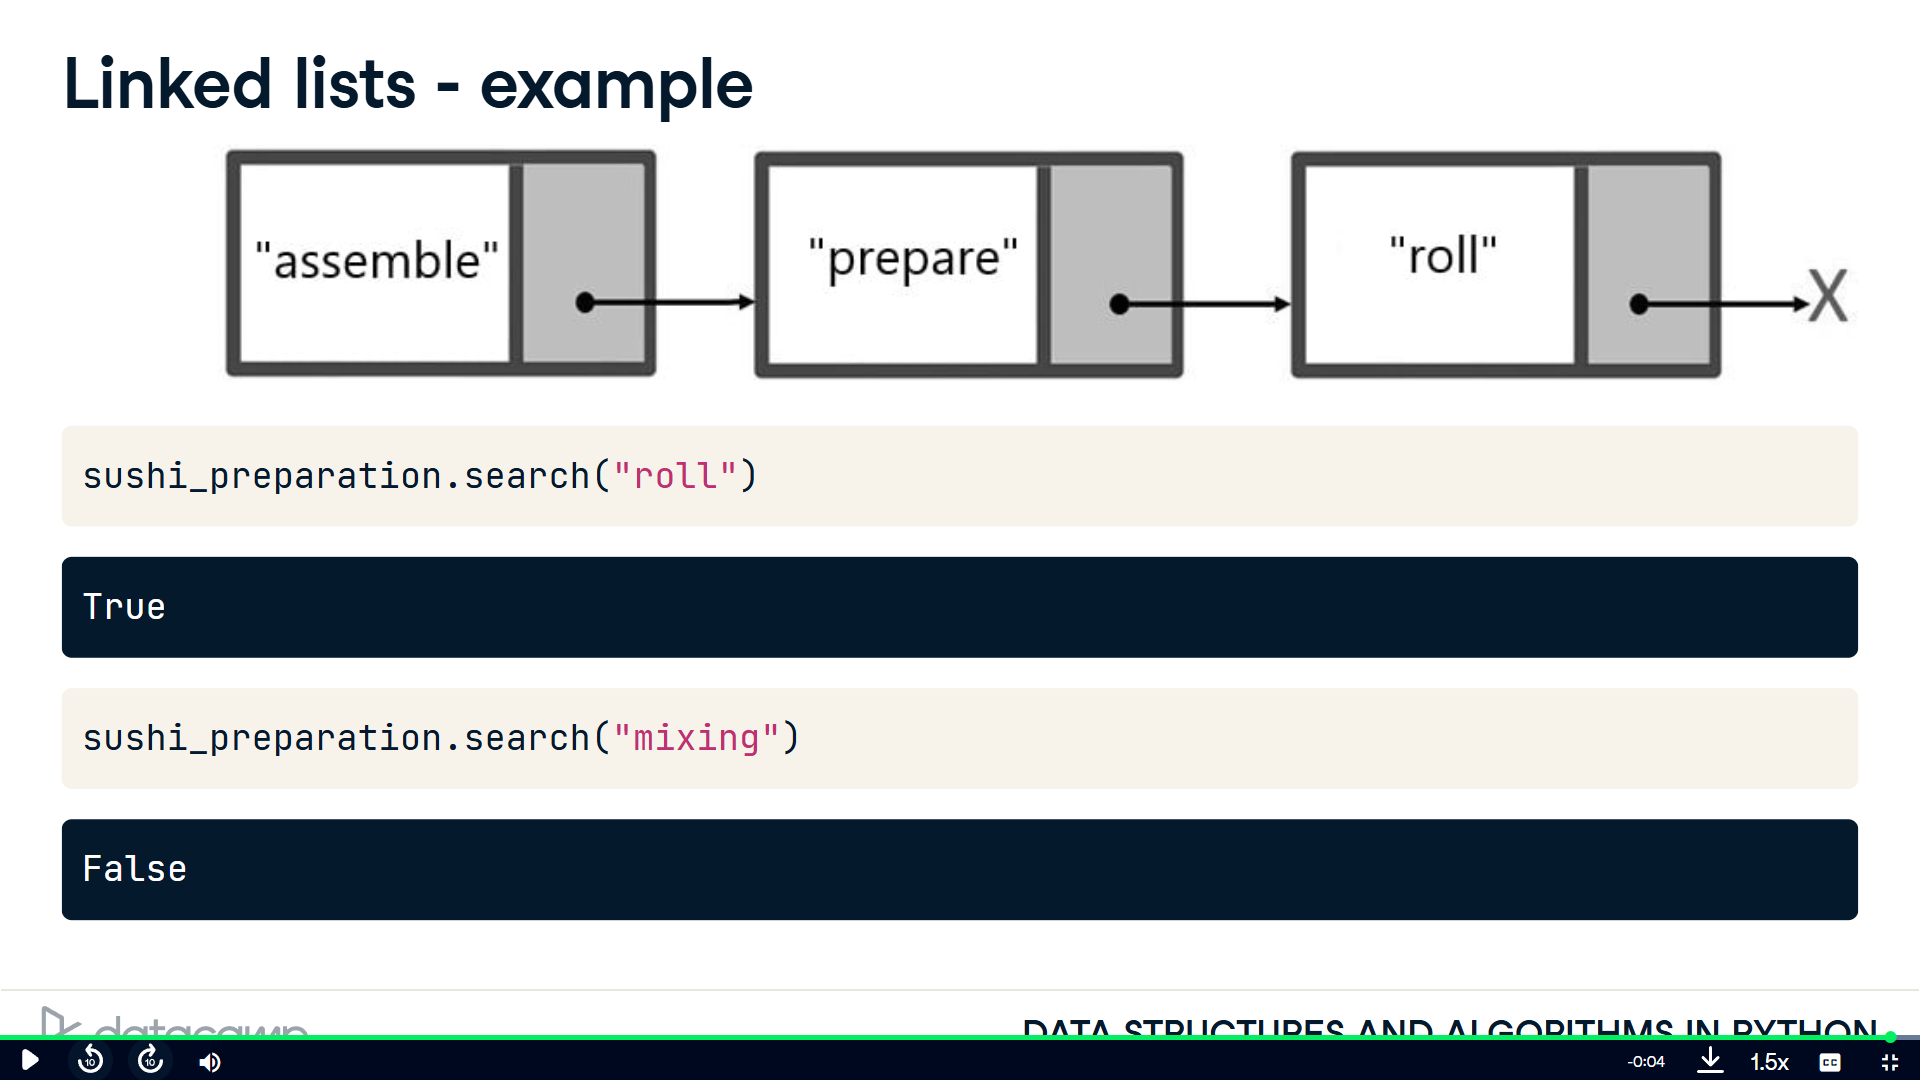 Linked lists - example
"assemble"
"prepare"
"roll"
X
sushi_preparation.search("roll")
True
sushi_preparation.search("mixing")
False
datacamp
DATA STRUCTURES AND ALGORITHMS IN PYTHON
10
10
-0:04
1.5x
CC